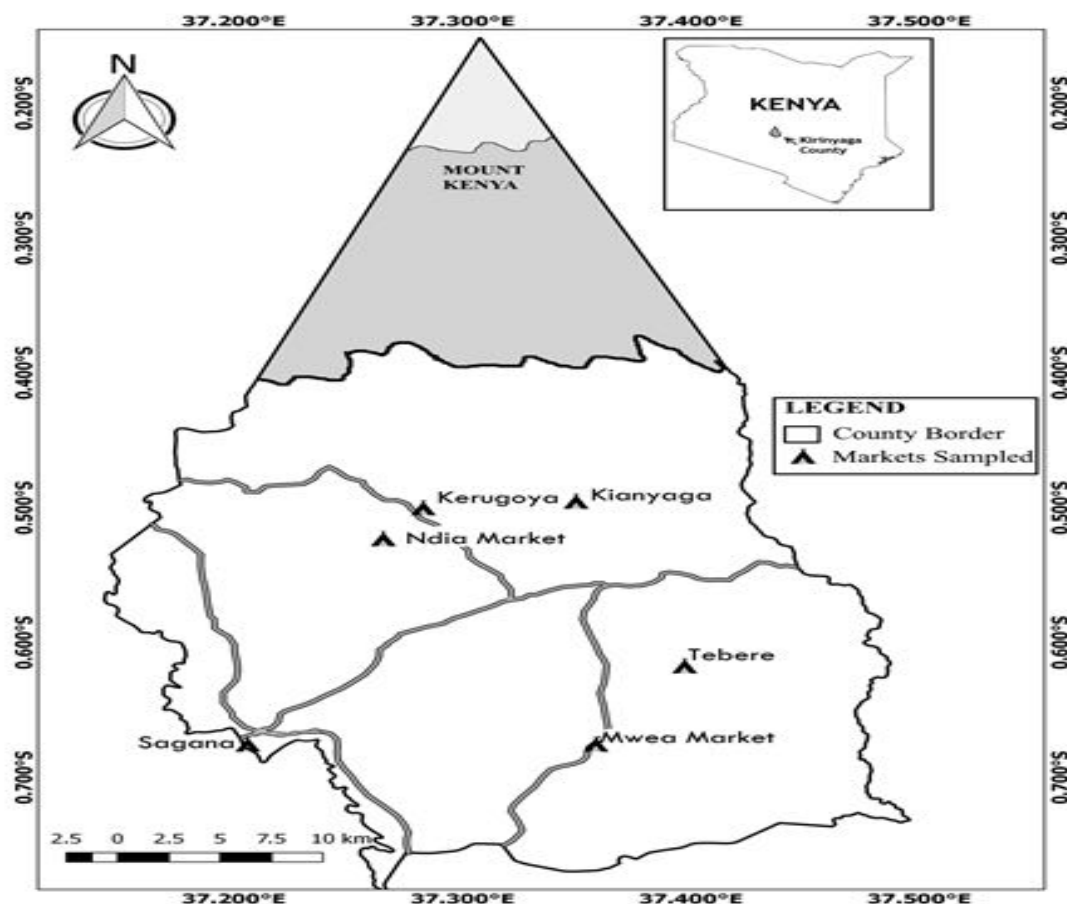 37.200°E 37.300°E 37.400°E 37.500°E
N
KENYA
Kirinyaga
County
0.200°S 0.200°S
MOUNT
KENYA
0.300°S 0.300°S
0.400°S 0.400°S
LEGEND
County Border
Markets Sampled
Kerugoya Kianyaga
0.500°S 0.500°S
Ndia Market
0.600°S 0.600°S
Tebere
Sagana Mwea Market
0.700°S 0.700°S
2.5 0 2.5 5 7.5 10 km
37.200°E 37.300°E 37.400°E 37.500°E